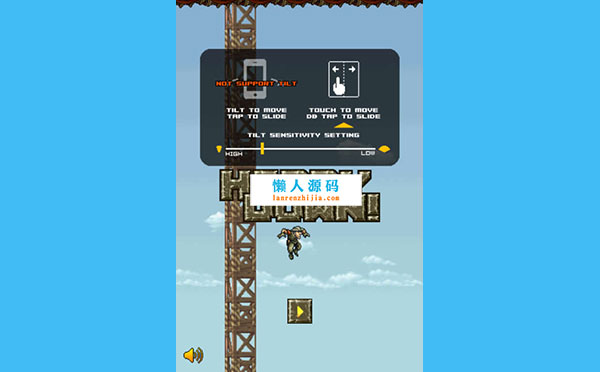 NOT SUPPORT TILT
TILT TO MOVE
TAP TO SLIDE
TOUCH TO MOVE
DB TAP TO SLIDE
TILT SENSITIVITY SETTING
HIGH
LOW
懒人源码
lanrenzhijia.com
DOWN!